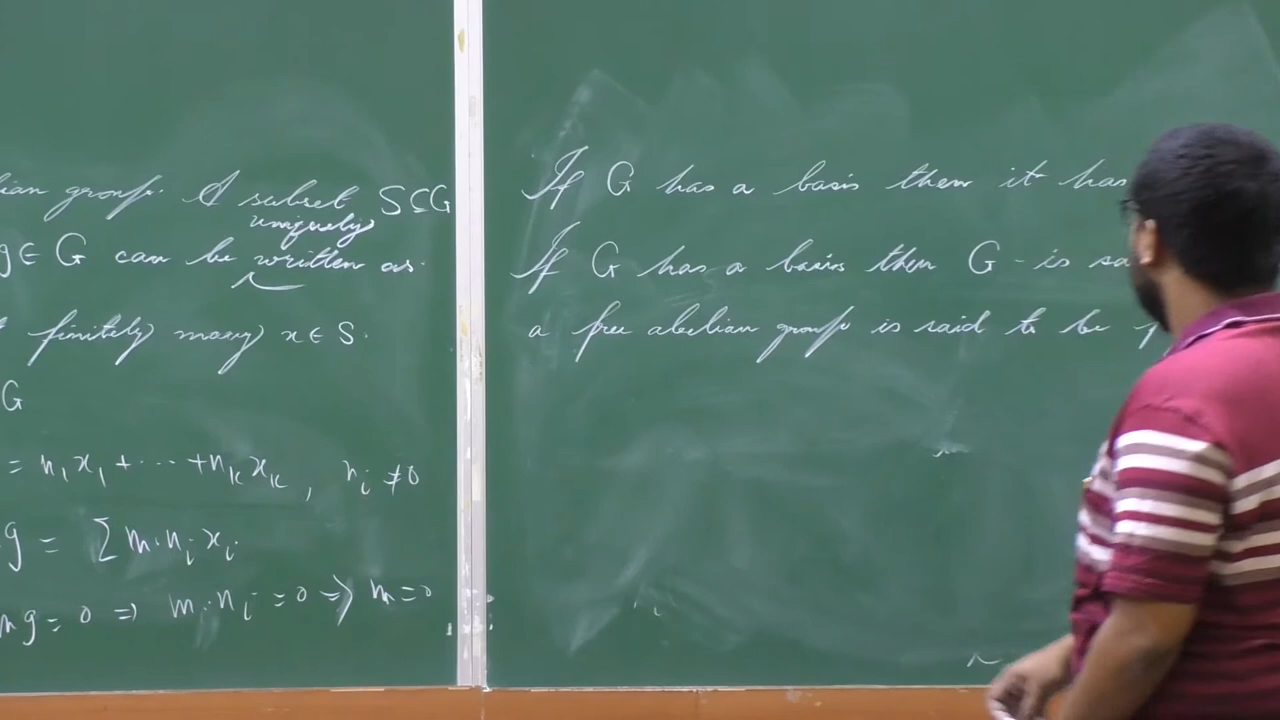 lian group. A subset S ⊆ G
uniquely
g ∈ G can be written as
finitely many x ∈ S.
G
= n₁x₁ + ⋯ + nₖxₖ, nᵢ ≠ 0
g = Σ m·nᵢxᵢ
mg = 0 ⇒ m·nᵢ = 0 ⇒ m = 0
If G has a basis then it has
If G has a basis then G is sa
a free abelian group is said to be